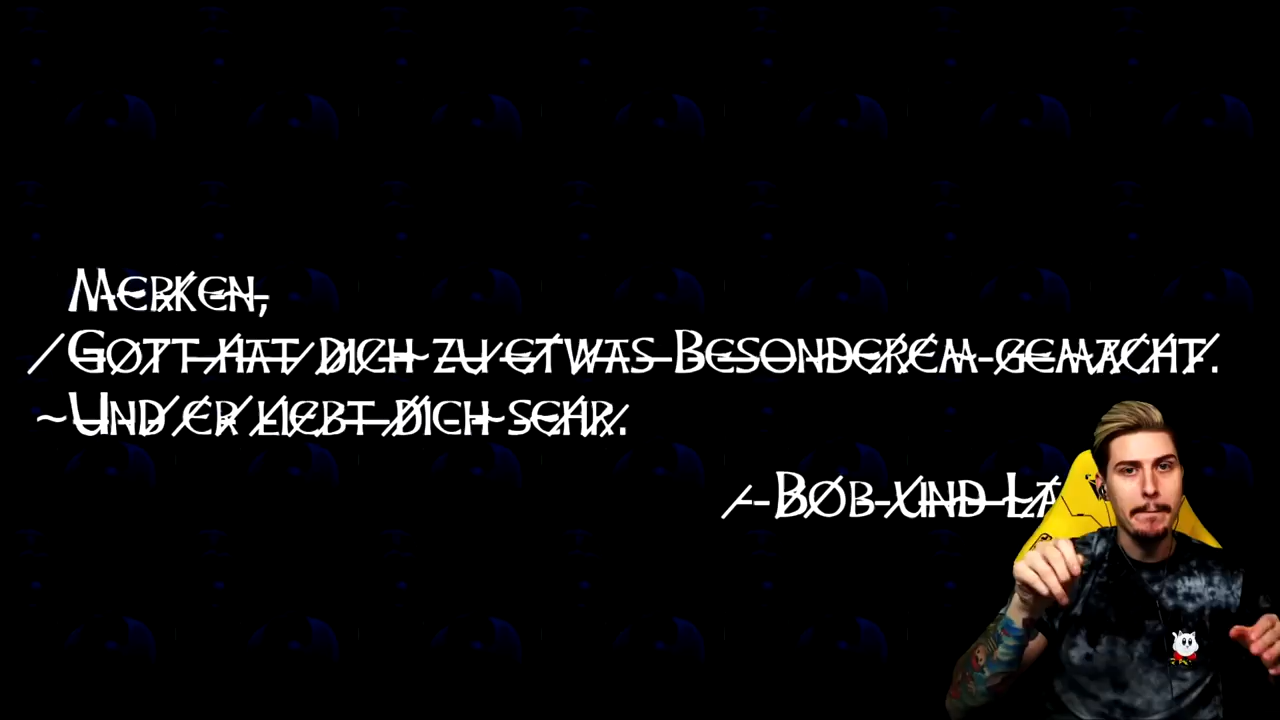 Merken,
/ Gott hat dich zu etwas Besonderem gemacht.
~Und er liebt dich sehr.
- Bob und